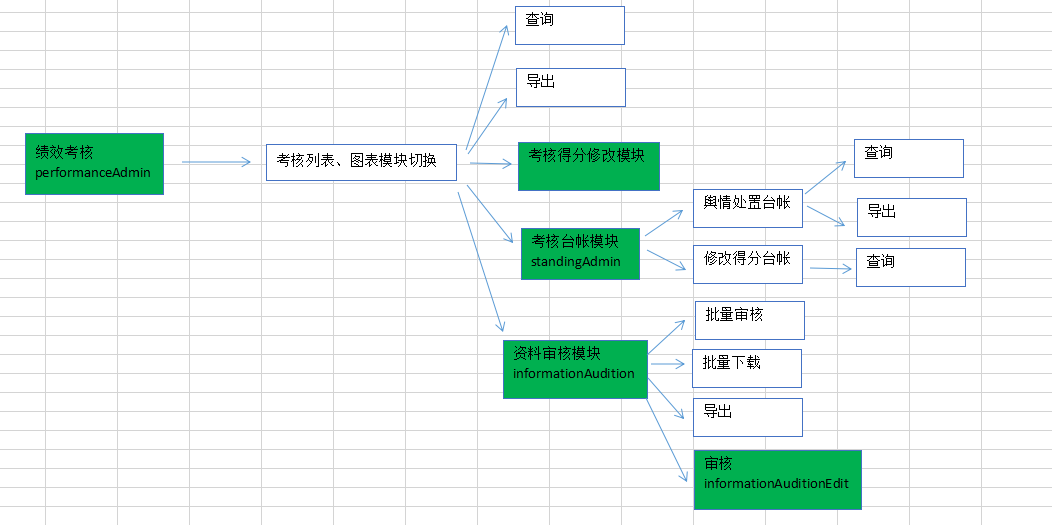 查询
导出
绩效考核
performanceAdmin
考核列表、图表模块切换
考核得分修改模块
查询
舆情处置台帐
导出
考核台帐模块
standingAdmin
修改得分台帐
查询
批量审核
资料审核模块
informationAudition
批量下载
导出
审核
informationAuditionEdit